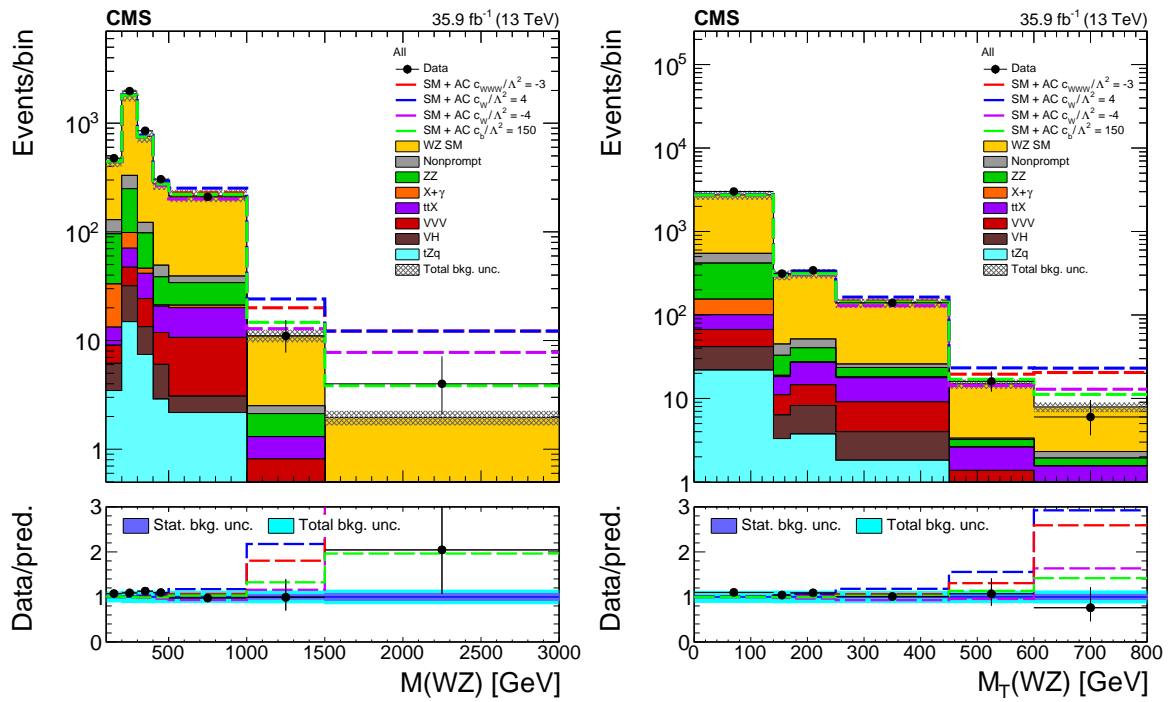 CMS 35.9 fb⁻¹ (13 TeV)
Events/bin
10³
10²
10
1
All
Data
SM + AC c_WWW/Λ² = -3
SM + AC c_W/Λ² = 4
SM + AC c_W/Λ² = -4
SM + AC c_b/Λ² = 150
WZ SM
Nonprompt
ZZ
X+γ
ttX
VVV
VH
tZq
Total bkg. unc.
Data/pred.
3
2
1
0
Stat. bkg. unc. Total bkg. unc.
500 1000 1500 2000 2500 3000
M(WZ) [GeV]
CMS 35.9 fb⁻¹ (13 TeV)
Events/bin
10⁵
10⁴
10³
10²
10
1
All
Data
SM + AC c_WWW/Λ² = -3
SM + AC c_W/Λ² = 4
SM + AC c_W/Λ² = -4
SM + AC c_b/Λ² = 150
WZ SM
Nonprompt
ZZ
X+γ
ttX
VVV
VH
tZq
Total bkg. unc.
Data/pred.
3
2
1
0
Stat. bkg. unc. Total bkg. unc.
0 100 200 300 400 500 600 700 800
M_T(WZ) [GeV]